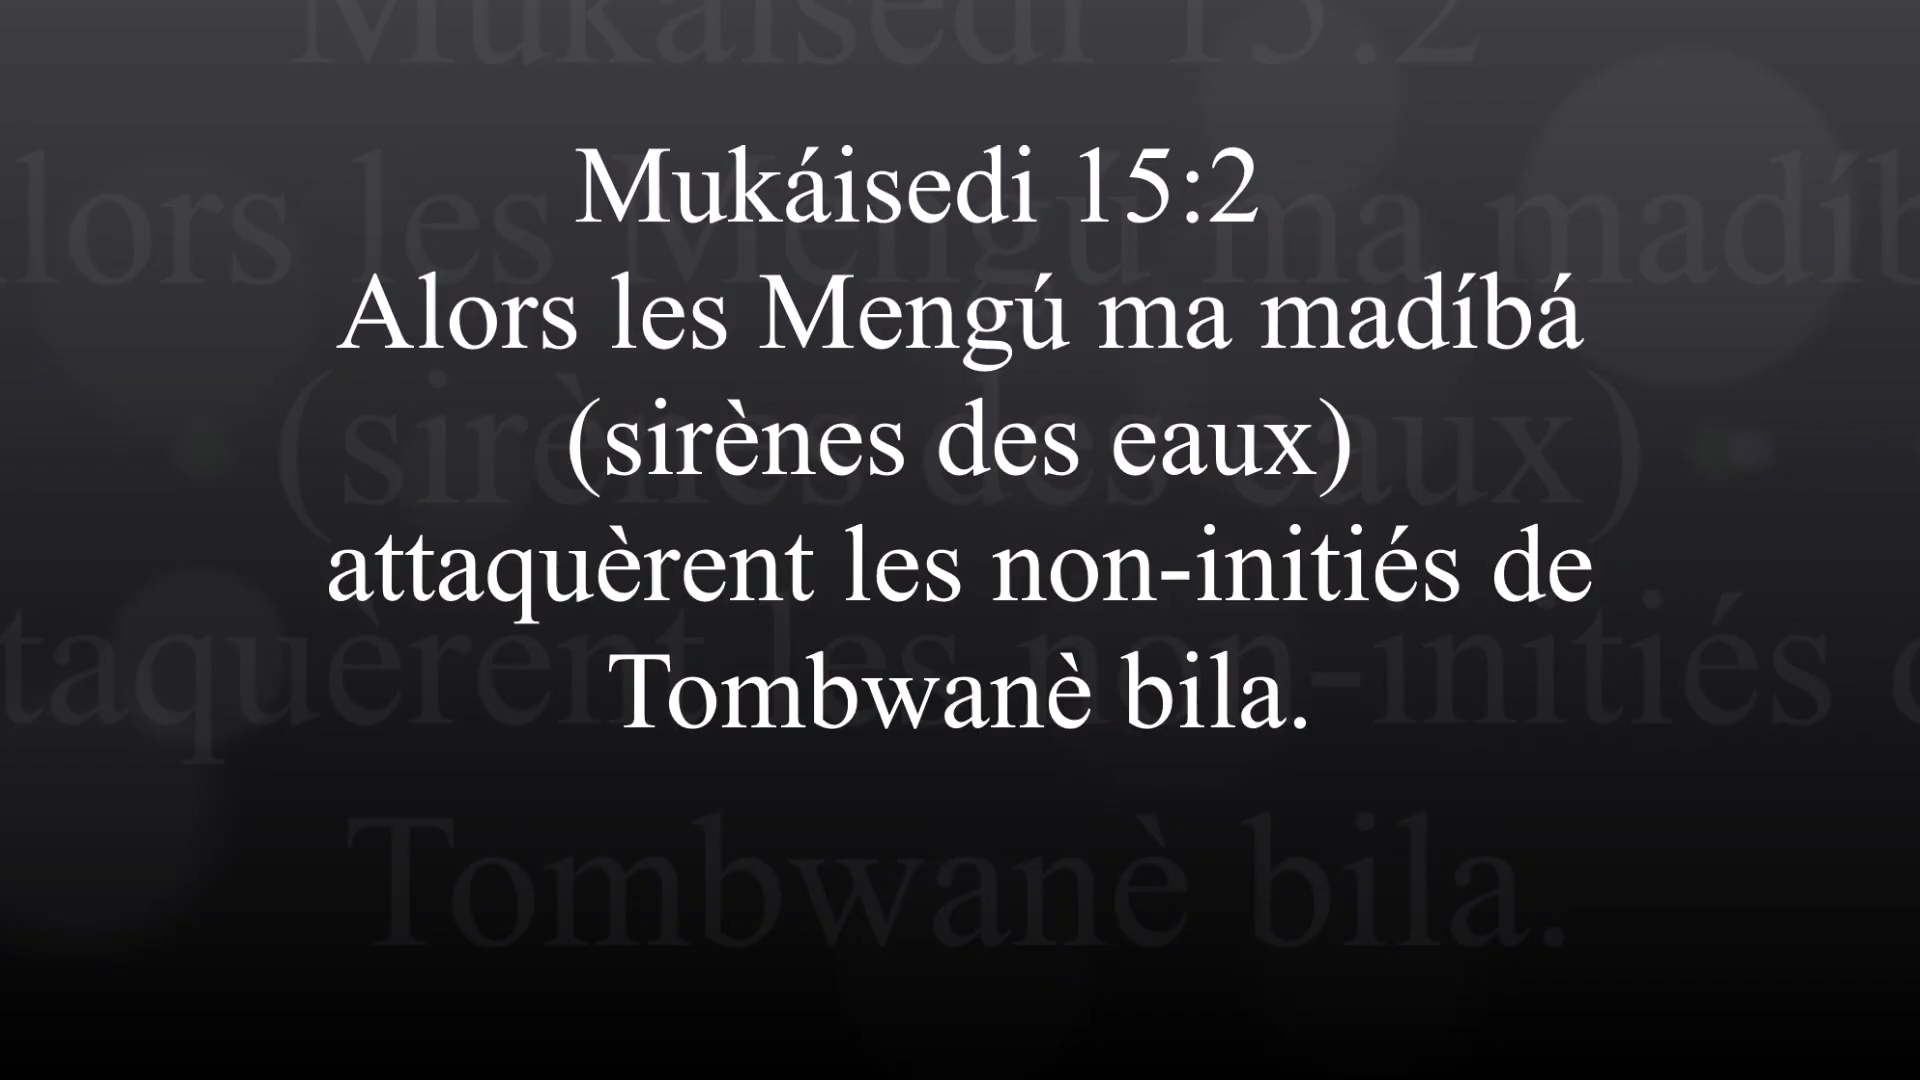 Mukáisedi 15:2
Alors les Mengú ma madíbá
(sirènes des eaux)
attaquèrent les non-initiés de
Tombwanè bila.